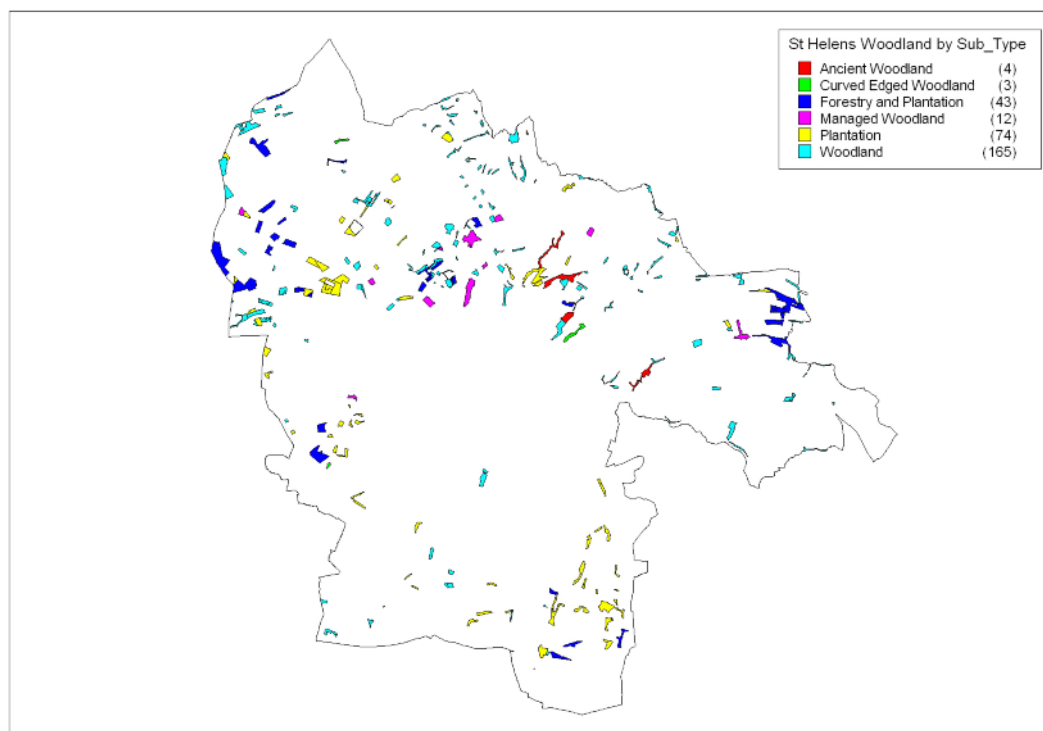 St Helens Woodland by Sub_Type
Ancient Woodland (4)
Curved Edged Woodland (3)
Forestry and Plantation (43)
Managed Woodland (12)
Plantation (74)
Woodland (165)